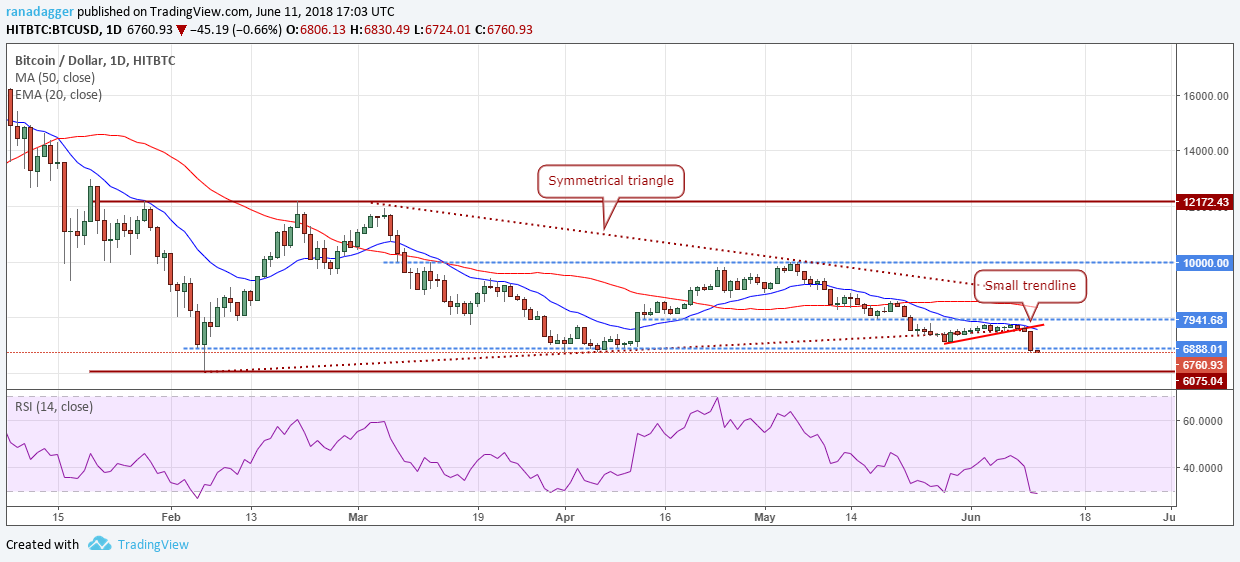 ranadagger published on TradingView.com, June 11, 2018 17:03 UTC
HITBTC:BTCUSD, 1D 6760.93 ▼ −45.19 (−0.66%) O:6806.13 H:6830.49 L:6724.01 C:6760.93
Bitcoin / Dollar, 1D, HITBTC
MA (50, close)
EMA (20, close)
16000.00
14000.00
Symmetrical triangle
12172.43
10000.00
Small trendline
7941.68
6888.01
6760.93
6075.04
RSI (14, close)
60.0000
40.0000
15 Feb 13 Mar 19 Apr 16 May 14 Jun 18 Ju
Created with TradingView